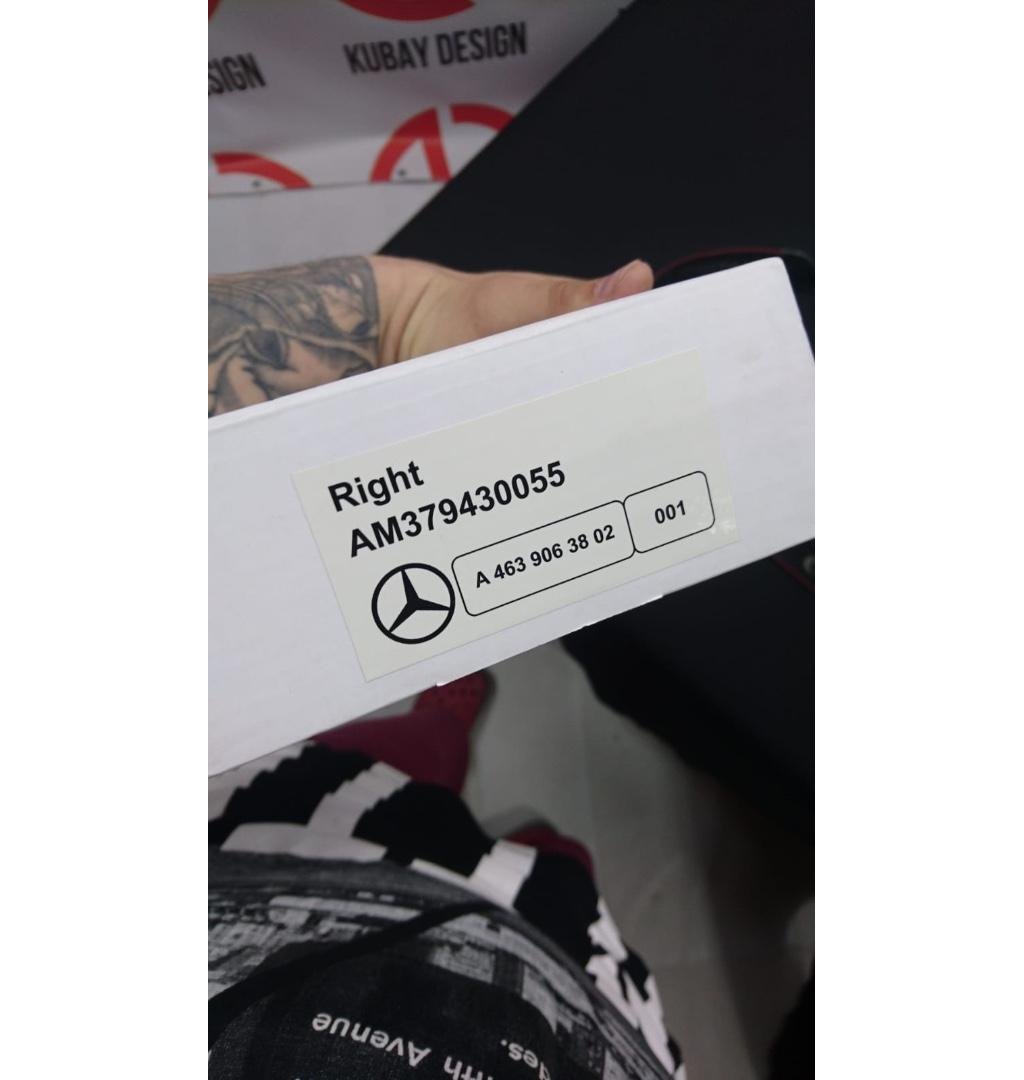 SIGN
KUBAY DESIGN
Right
AM379430055
A 463 906 38 02
001
Avenue